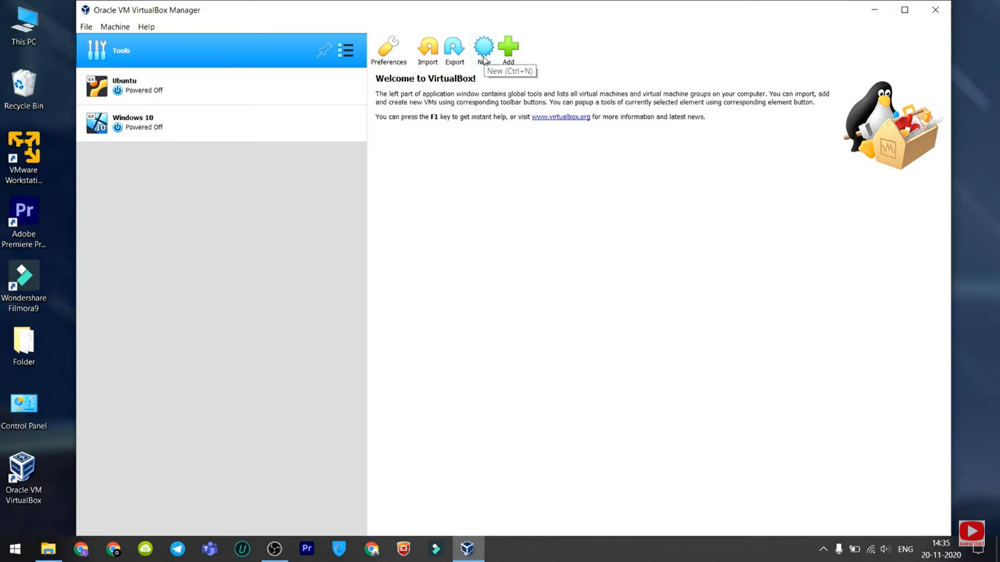 This PC
Recycle Bin
VMware
Workstati...
Pr
Adobe
Premiere Pr...
Wondershare
Filmora9
Folder
Control Panel
Oracle VM
VirtualBox
Oracle VM VirtualBox Manager
File Machine Help
Tools
64
Ubuntu
Powered Off
64
10
Windows 10
Powered Off
Preferences
Import
Export
New
Add
New (Ctrl+N)
Welcome to VirtualBox!
The left part of application window contains global tools and lists all virtual machines and virtual machine groups on your computer. You can import, add
and create new VMs using corresponding toolbar buttons. You can popup a tools of currently selected element using corresponding element button.
You can press the F1 key to get instant help, or visit www.virtualbox.org for more information and latest news.
Pr
ENG
14:35
20-11-2020
SUBSCRIBE